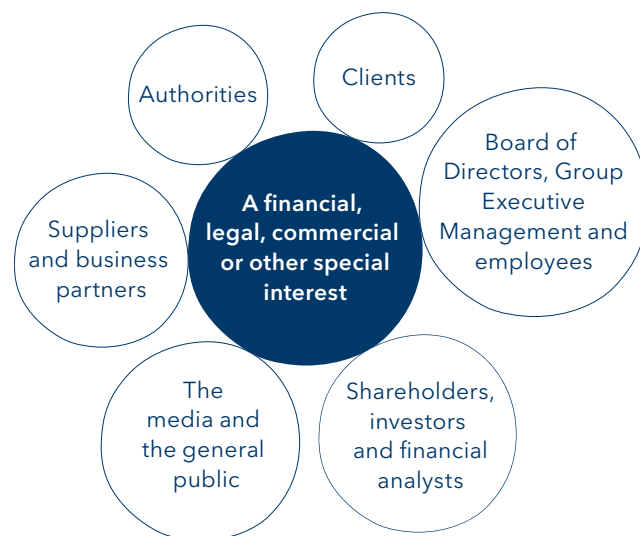 Authorities
Clients
Board of
Directors, Group
Executive
Management and
employees
A financial,
legal, commercial
or other special
interest
Suppliers
and business
partners
The
media and
the general
public
Shareholders,
investors
and financial
analysts